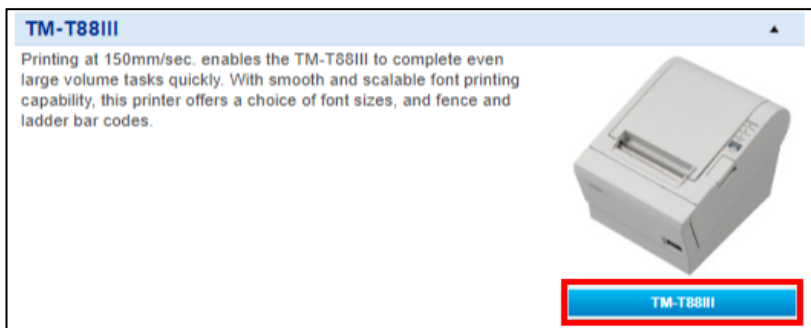 TM-T88III
Printing at 150mm/sec. enables the TM-T88III to complete even
large volume tasks quickly. With smooth and scalable font printing
capability, this printer offers a choice of font sizes, and fence and
ladder bar codes.
TM-T88III